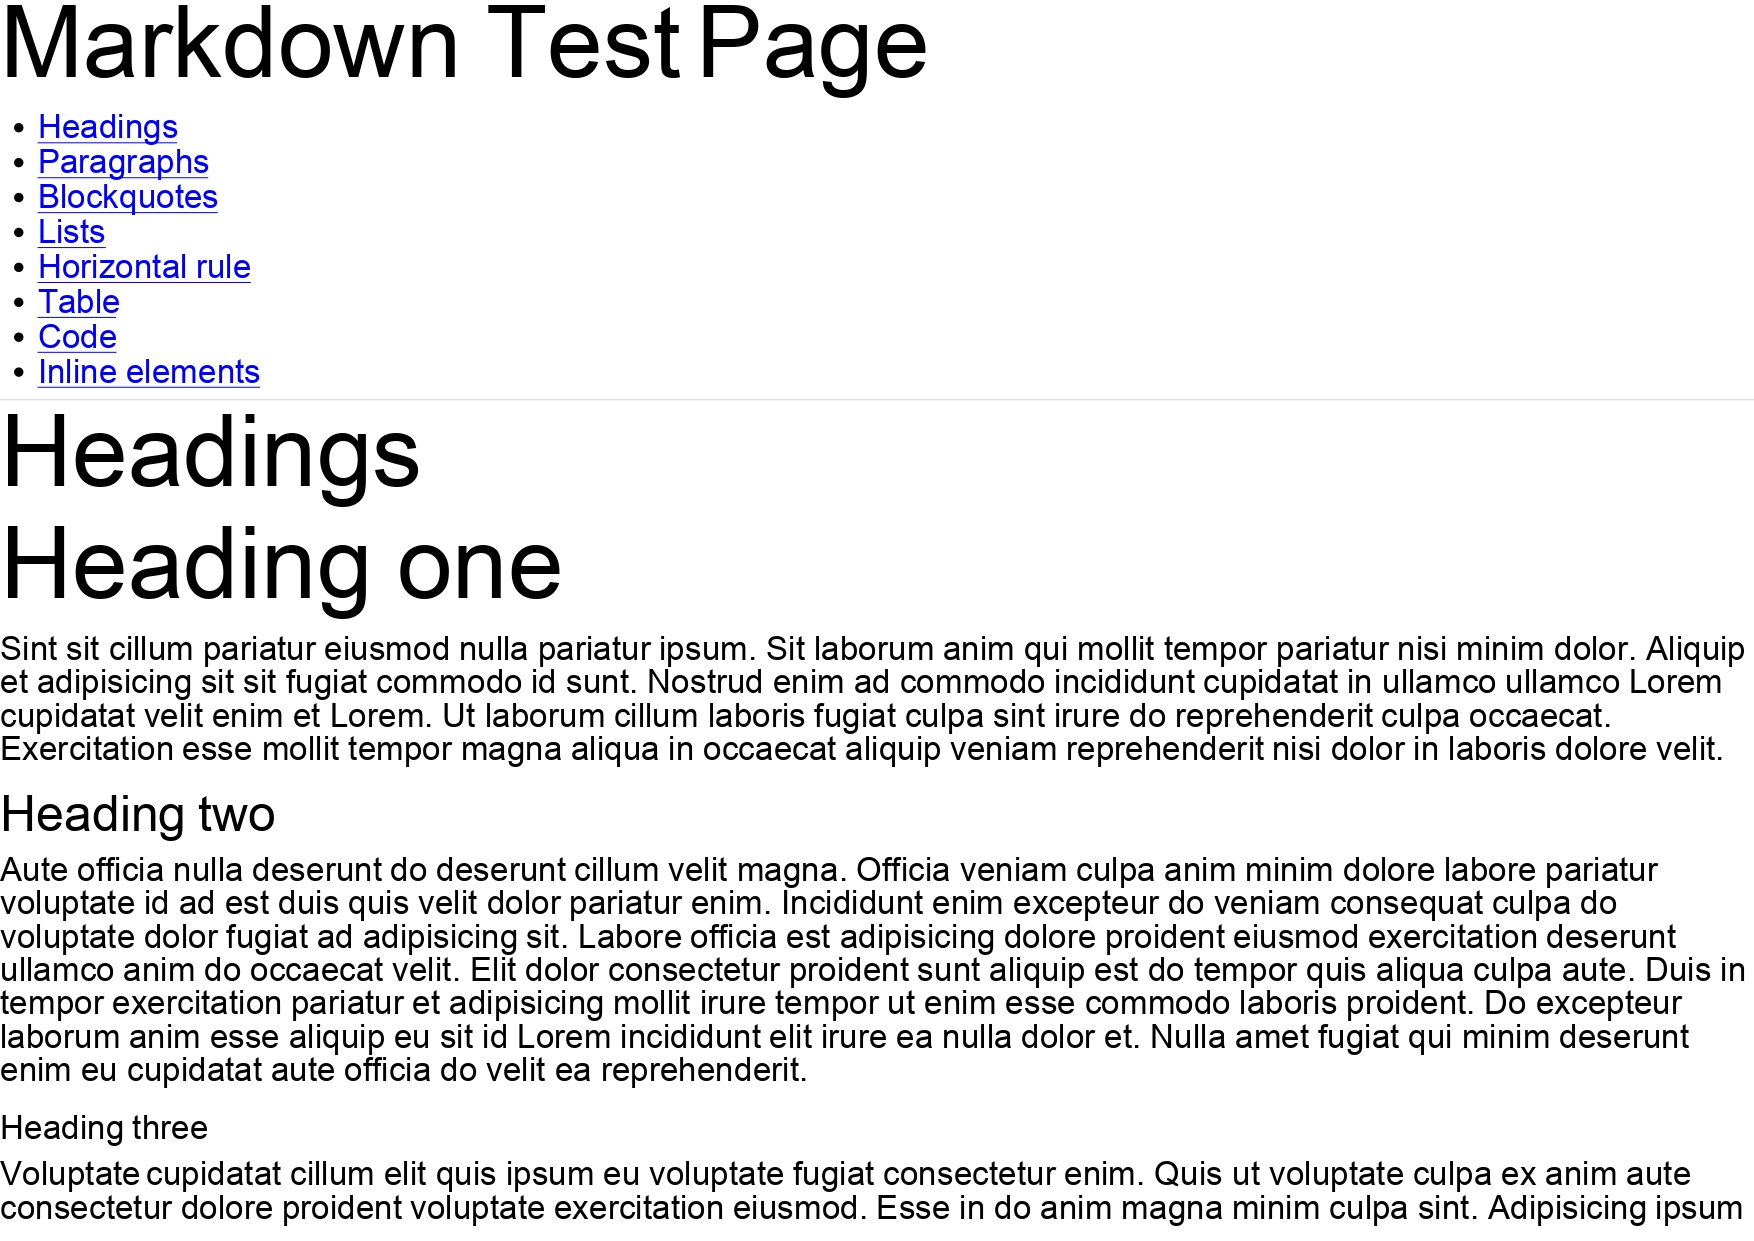 Markdown Test Page
Headings
Paragraphs
Blockquotes
Lists
Horizontal rule
Table
Code
Inline elements
Headings
Heading one
Sint sit cillum pariatur eiusmod nulla pariatur ipsum. Sit laborum anim qui mollit tempor pariatur nisi minim dolor. Aliquip
et adipisicing sit sit fugiat commodo id sunt. Nostrud enim ad commodo incididunt cupidatat in ullamco ullamco Lorem
cupidatat velit enim et Lorem. Ut laborum cillum laboris fugiat culpa sint irure do reprehenderit culpa occaecat.
Exercitation esse mollit tempor magna aliqua in occaecat aliquip veniam reprehenderit nisi dolor in laboris dolore velit.
Heading two
Aute officia nulla deserunt do deserunt cillum velit magna. Officia veniam culpa anim minim dolore labore pariatur
voluptate id ad est duis quis velit dolor pariatur enim. Incididunt enim excepteur do veniam consequat culpa do
voluptate dolor fugiat ad adipisicing sit. Labore officia est adipisicing dolore proident eiusmod exercitation deserunt
ullamco anim do occaecat velit. Elit dolor consectetur proident sunt aliquip est do tempor quis aliqua culpa aute. Duis in
tempor exercitation pariatur et adipisicing mollit irure tempor ut enim esse commodo laboris proident. Do excepteur
laborum anim esse aliquip eu sit id Lorem incididunt elit irure ea nulla dolor et. Nulla amet fugiat qui minim deserunt
enim eu cupidatat aute officia do velit ea reprehenderit.
Heading three
Voluptate cupidatat cillum elit quis ipsum eu voluptate fugiat consectetur enim. Quis ut voluptate culpa ex anim aute
consectetur dolore proident voluptate exercitation eiusmod. Esse in do anim magna minim culpa sint. Adipisicing ipsum